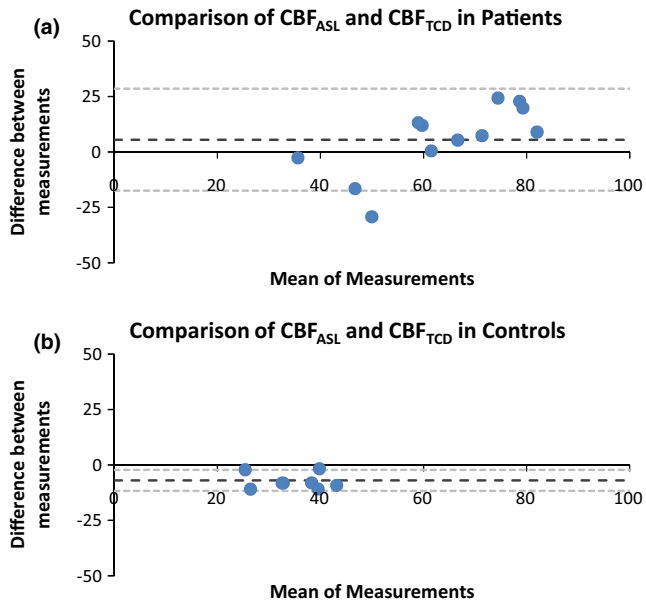 (a)
Comparison of CBF_ASL and CBF_TCD in Patients
50
25
0
-25
-50
0 20 40 60 80 100
Difference between
measurements
Mean of Measurements
(b)
Comparison of CBF_ASL and CBF_TCD in Controls
50
25
0
-25
-50
0 20 40 60 80 100
Difference between
measurements
Mean of Measurements